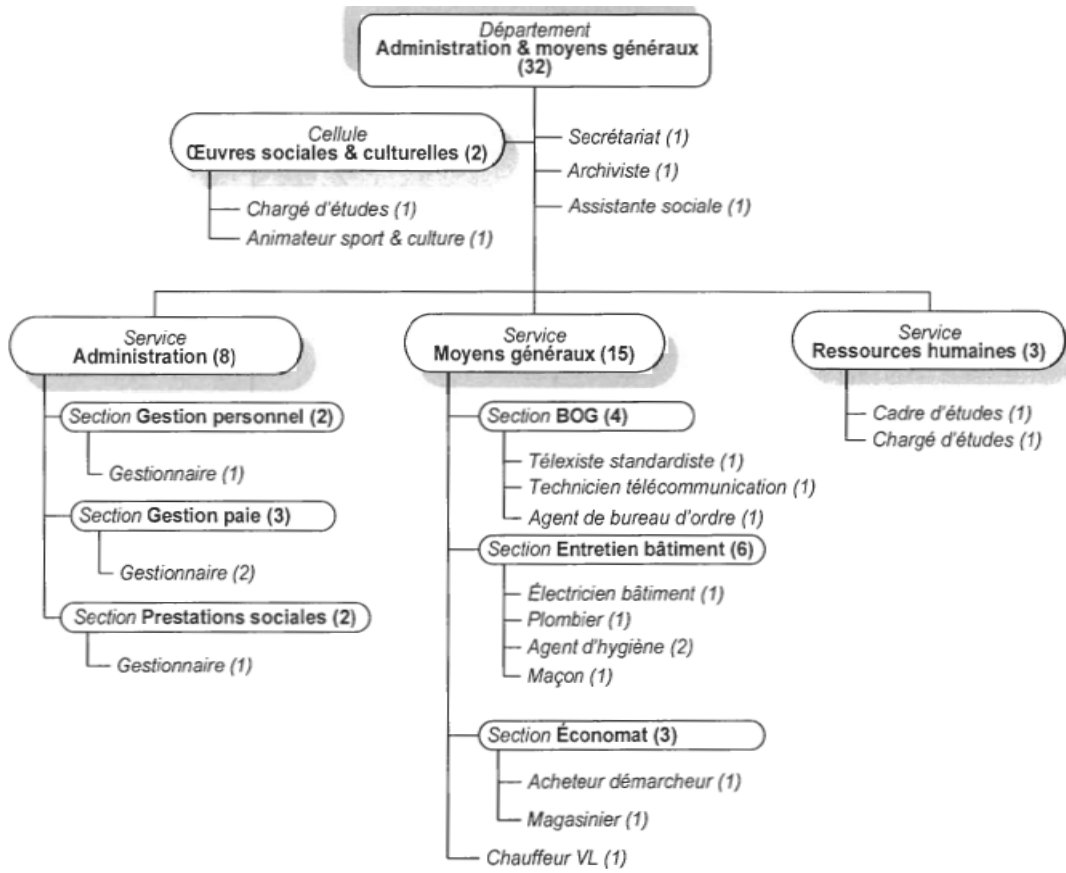 Département
Administration & moyens généraux
(32)
Cellule
Œuvres sociales & culturelles (2)
Chargé d'études (1)
Animateur sport & culture (1)
Secrétariat (1)
Archiviste (1)
Assistante sociale (1)
Service
Administration (8)
Section Gestion personnel (2)
Gestionnaire (1)
Section Gestion paie (3)
Gestionnaire (2)
Section Prestations sociales (2)
Gestionnaire (1)
Service
Moyens généraux (15)
Section BOG (4)
Télexiste standardiste (1)
Technicien télécommunication (1)
Agent de bureau d'ordre (1)
Section Entretien bâtiment (6)
Électricien bâtiment (1)
Plombier (1)
Agent d'hygiène (2)
Maçon (1)
Section Économat (3)
Acheteur démarcheur (1)
Magasinier (1)
Chauffeur VL (1)
Service
Ressources humaines (3)
Cadre d'études (1)
Chargé d'études (1)